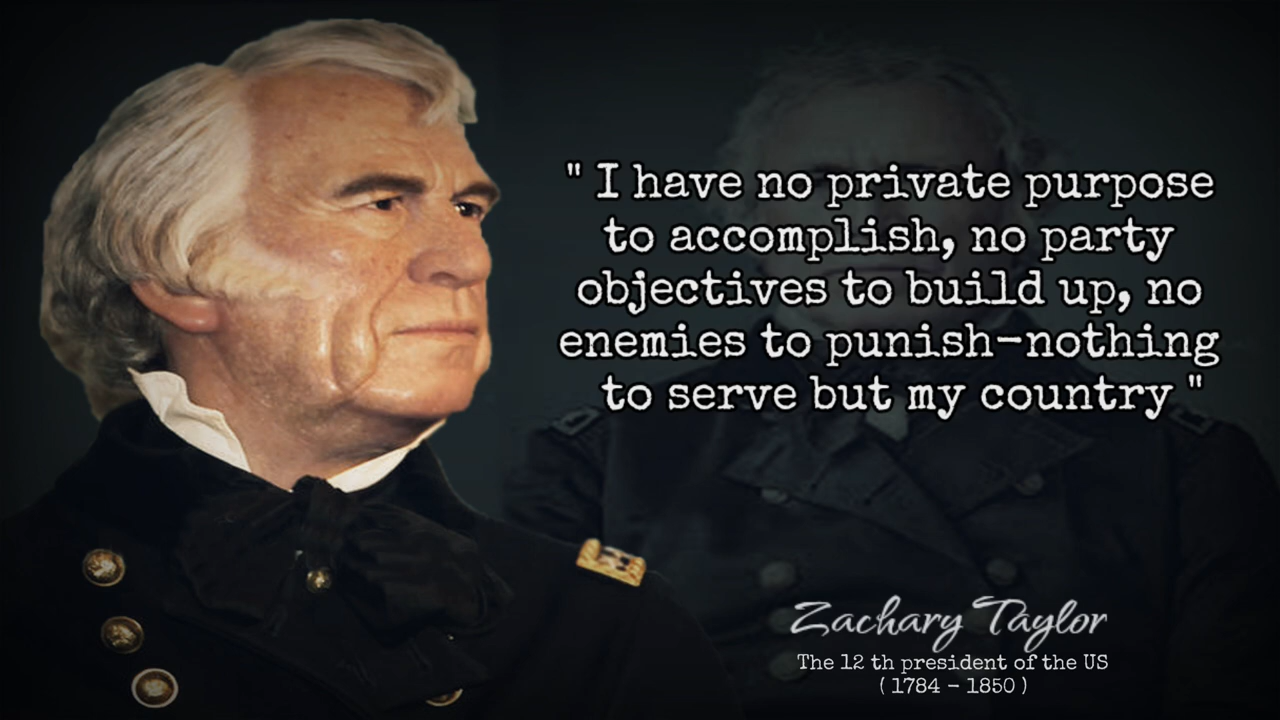 " I have no private purpose
to accomplish, no party
objectives to build up, no
enemies to punish-nothing
to serve but my country "
Zachary Taylor
The 12 th president of the US
( 1784 - 1850 )